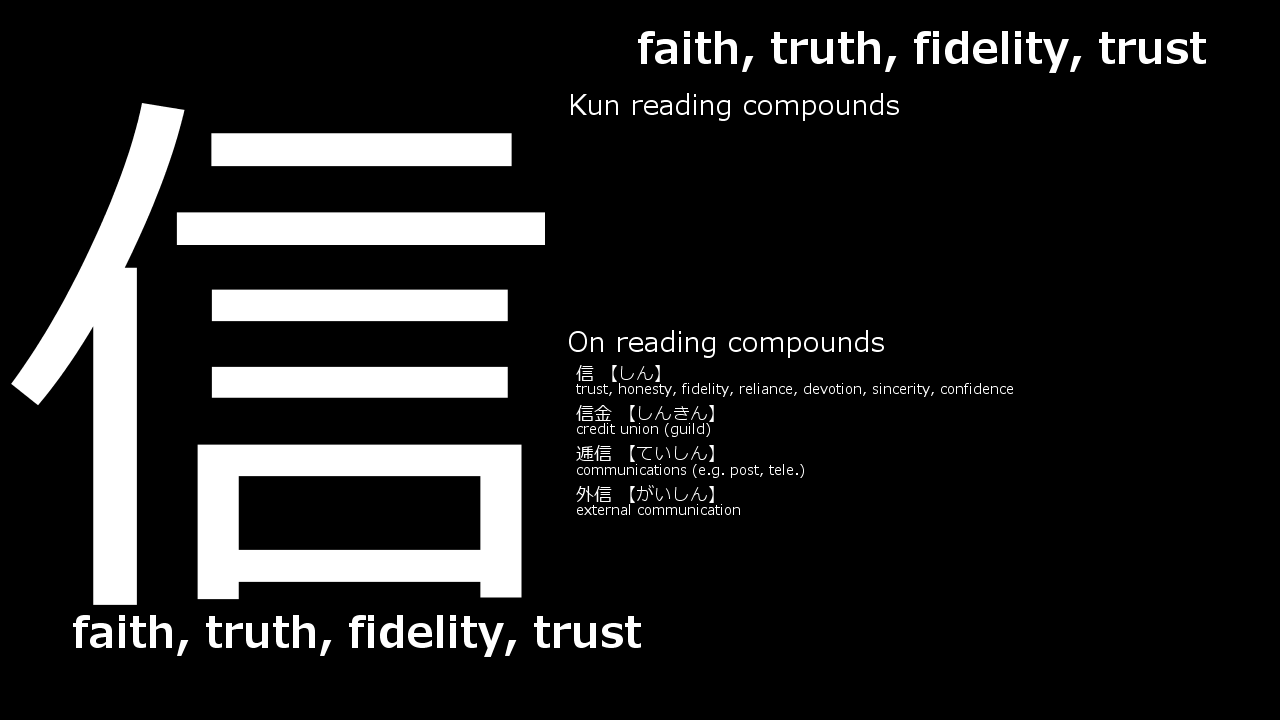 信
faith, truth, fidelity, trust
faith, truth, fidelity, trust
Kun reading compounds
On reading compounds
信 【しん】
trust, honesty, fidelity, reliance, devotion, sincerity, confidence
信金 【しんきん】
credit union (guild)
逓信 【ていしん】
communications (e.g. post, tele.)
外信 【がいしん】
external communication